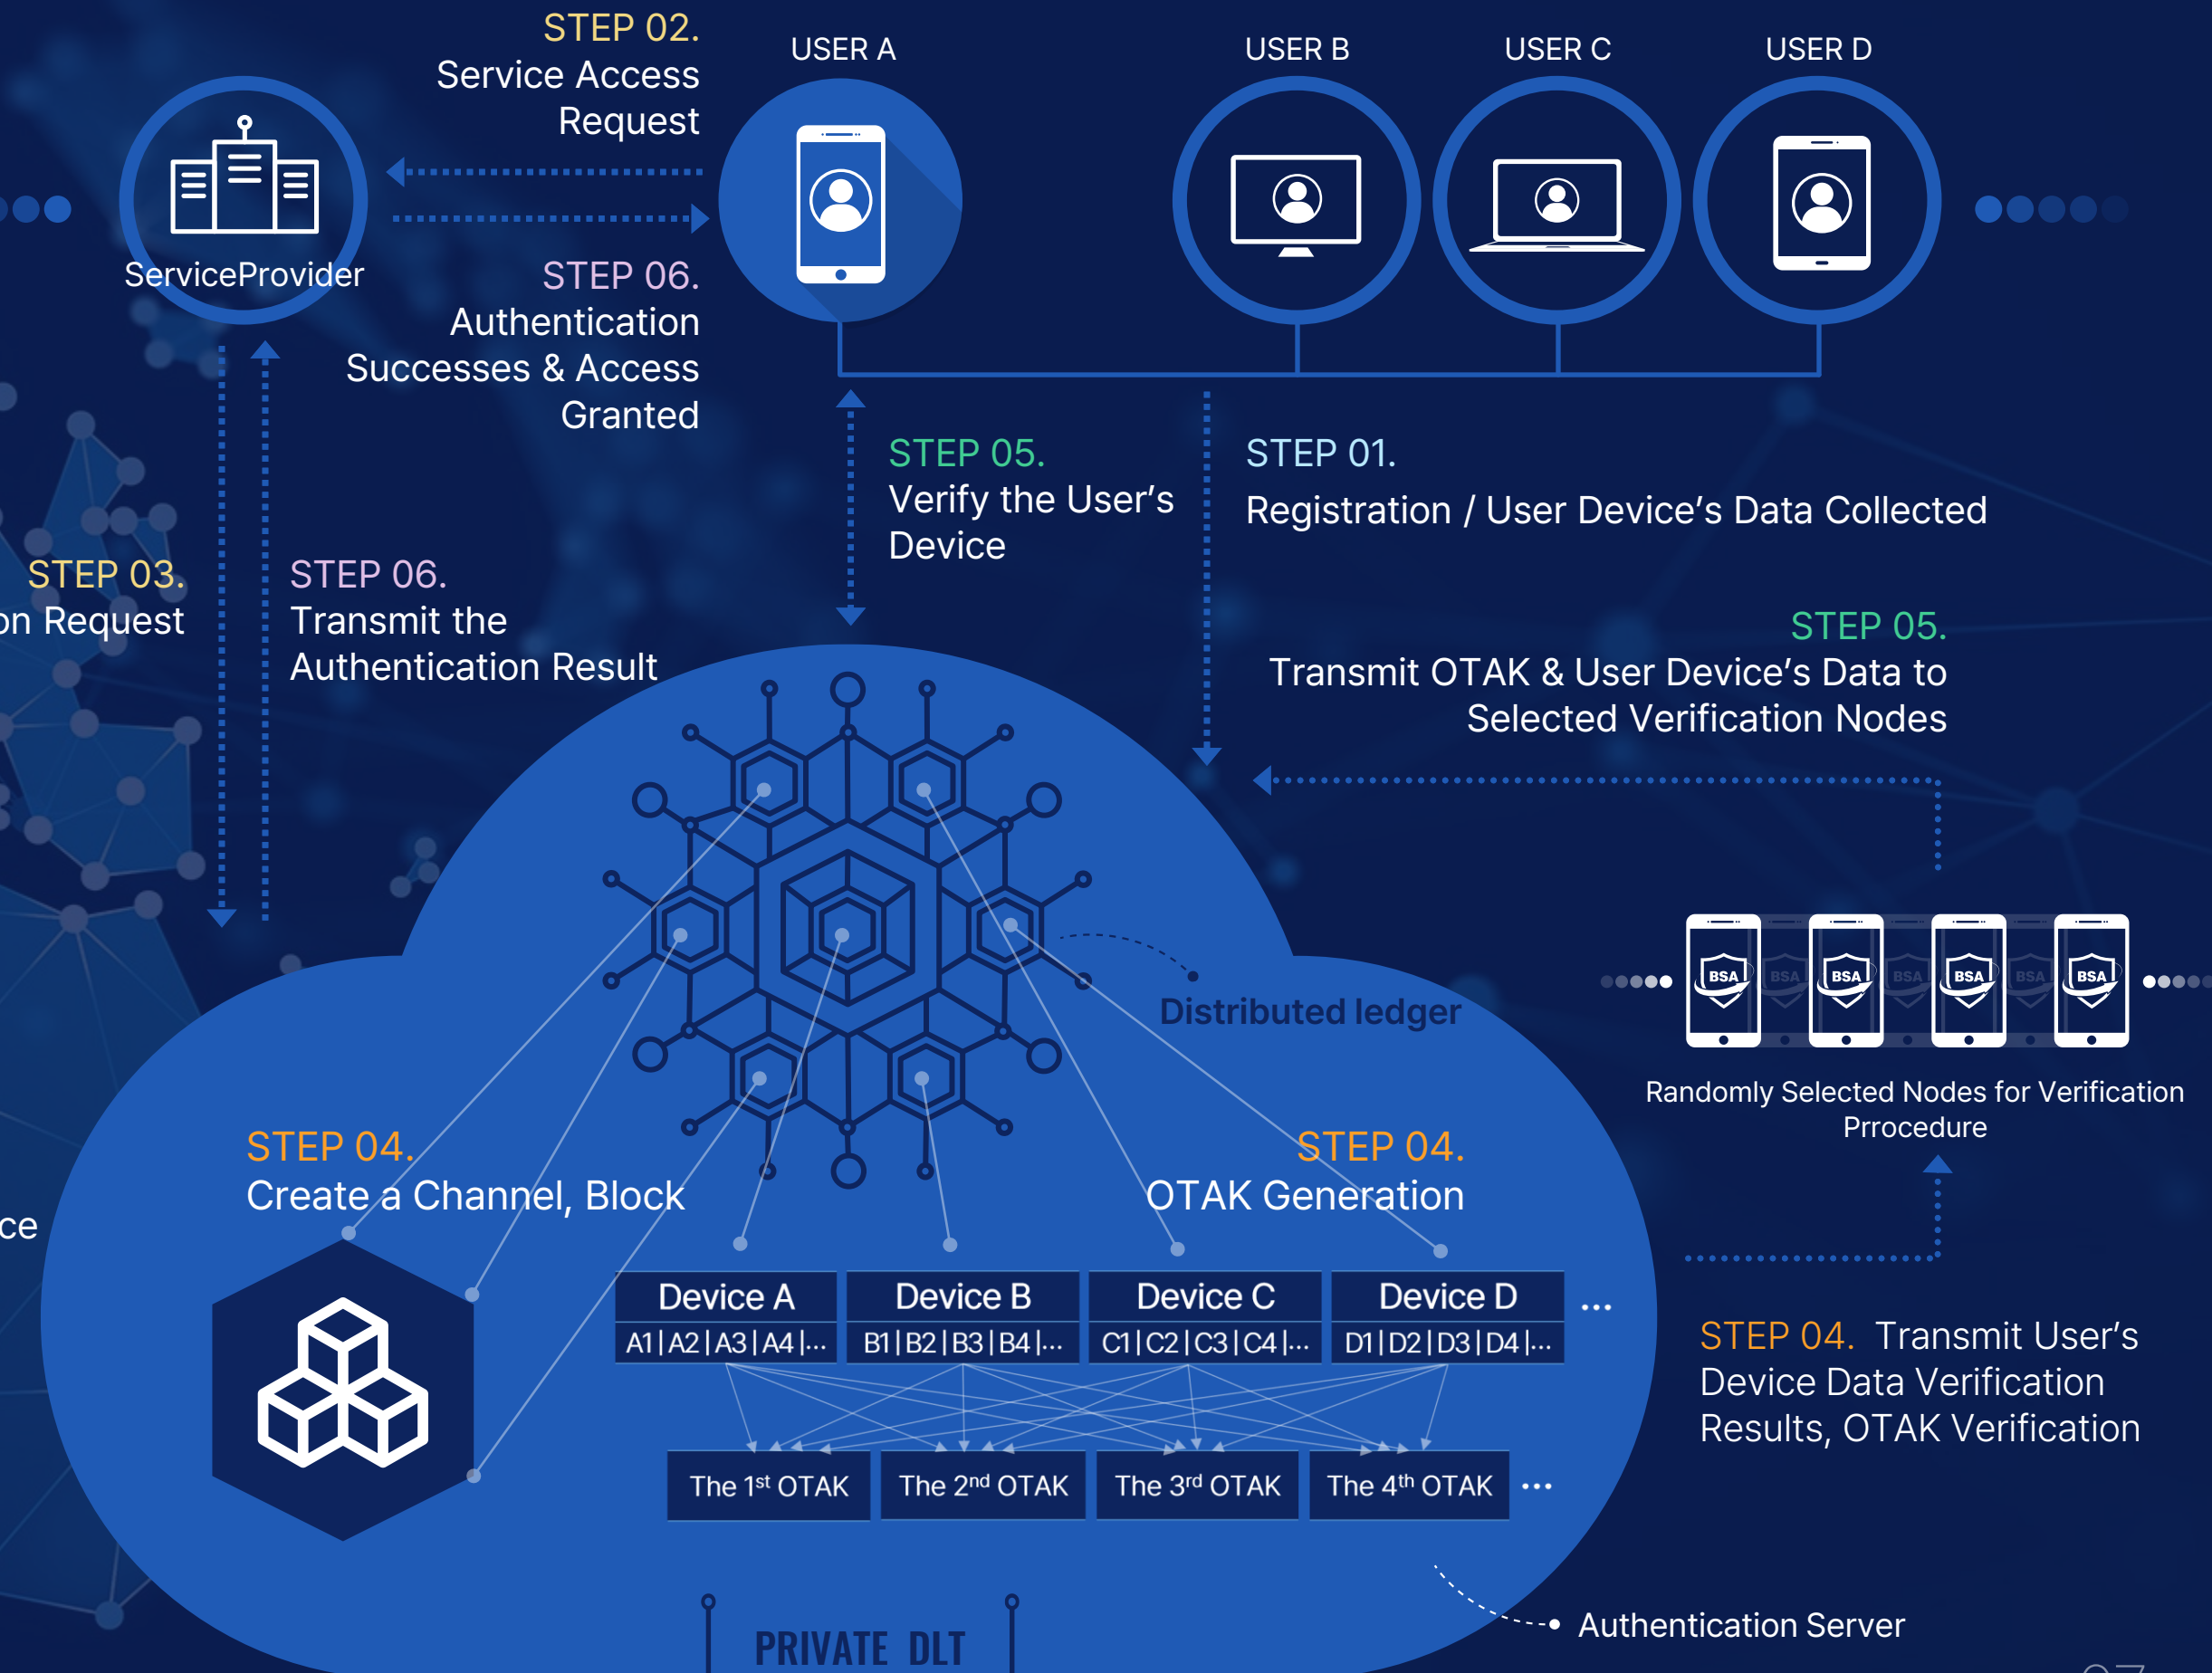 STEP 02.
Service Access
Request
USER A
USER B
USER C
USER D
ServiceProvider
STEP 06.
Authentication
Successes & Access
Granted
STEP 05.
Verify the User's
Device
STEP 01.
Registration / User Device's Data Collected
STEP 03.
on Request
STEP 06.
Transmit the
Authentication Result
STEP 05.
Transmit OTAK & User Device's Data to
Selected Verification Nodes
Distributed ledger
BSA BSA BSA BSA BSA BSA BSA
Randomly Selected Nodes for Verification
Prrocedure
STEP 04.
Create a Channel, Block
STEP 04.
OTAK Generation
ce
Device A
Device B
Device C
Device D
...
A1|A2|A3|A4|...
B1|B2|B3|B4|...
C1|C2|C3|C4|...
D1|D2|D3|D4|...
STEP 04. Transmit User's
Device Data Verification
Results, OTAK Verification
The 1st OTAK
The 2nd OTAK
The 3rd OTAK
The 4th OTAK
...
Authentication Server
PRIVATE DLT